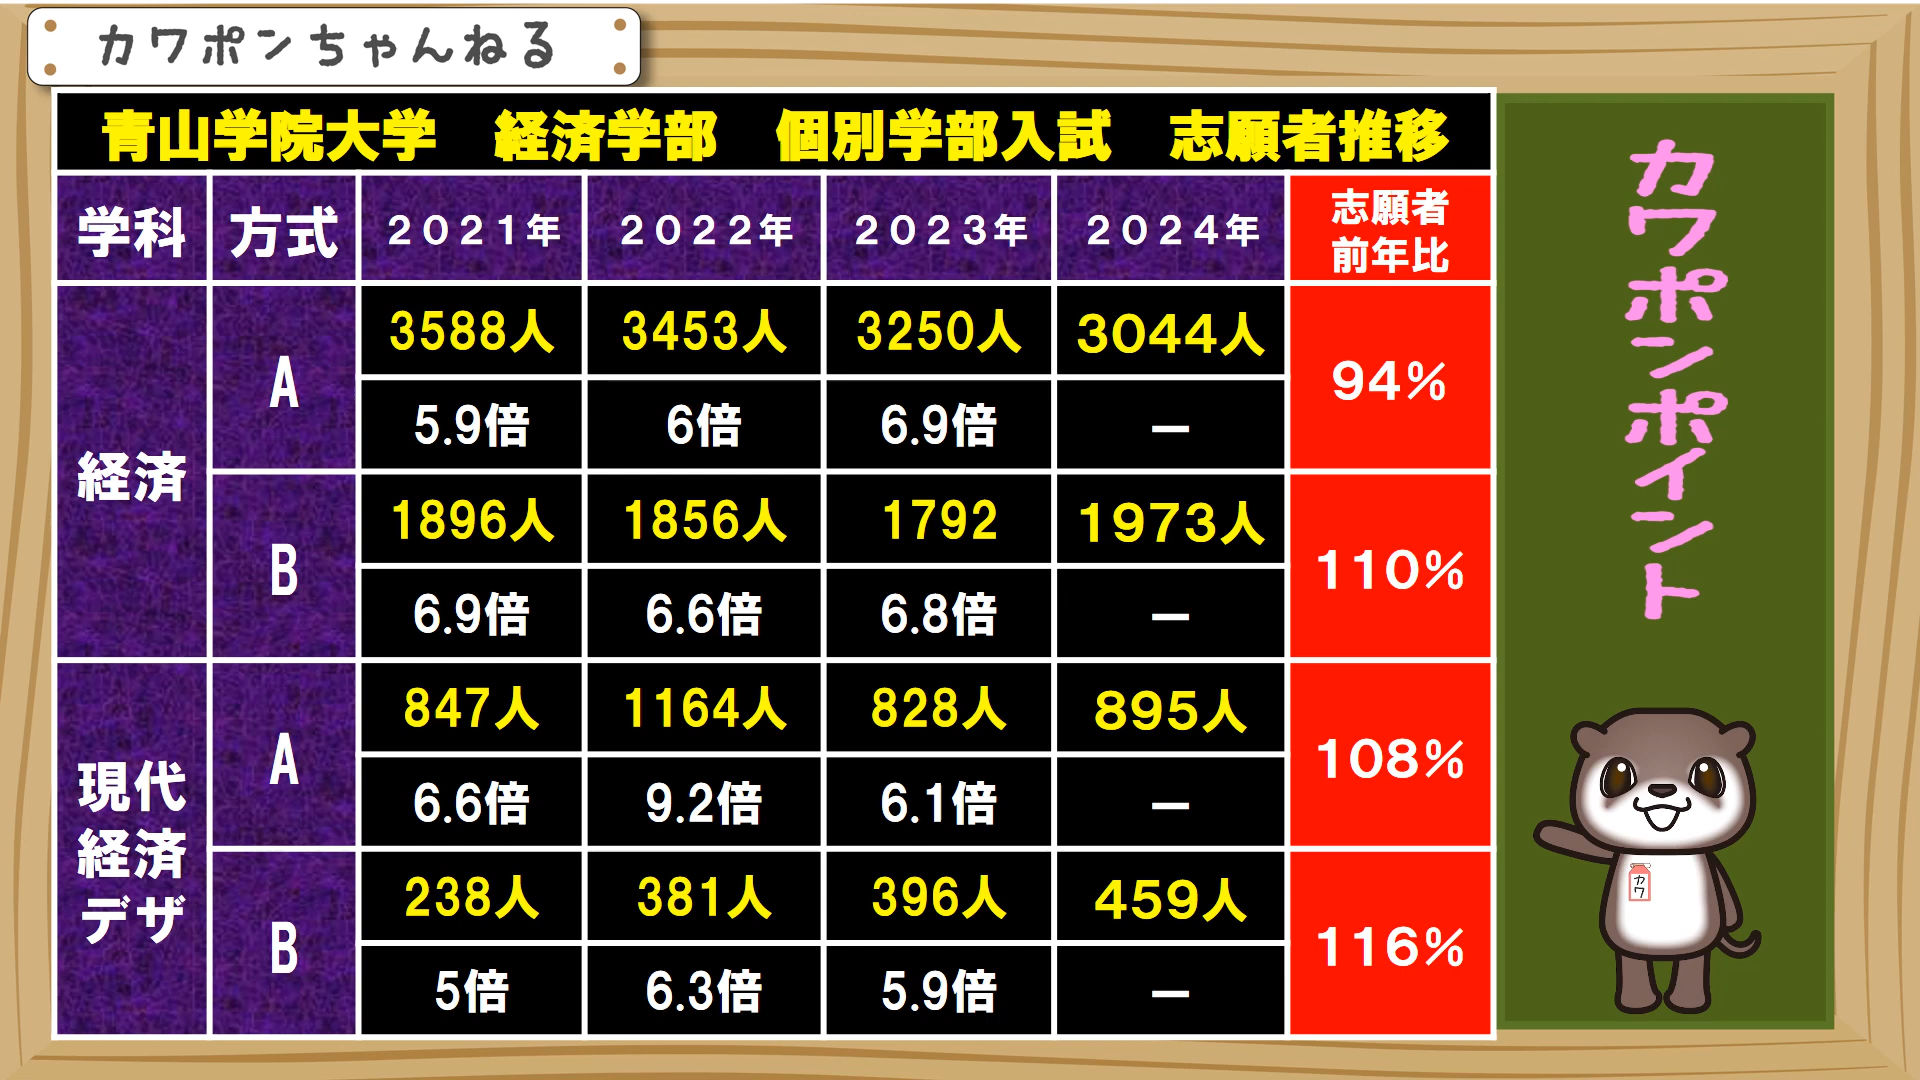 カワポンちゃんねる
青山学院大学　経済学部　個別学部入試　志願者推移
学科 方式 2021年 2022年 2023年 2024年 志願者前年比
経済 A 3588人 3453人 3250人 3044人 94%
5.9倍 6倍 6.9倍 ー
B 1896人 1856人 1792 1973人 110%
6.9倍 6.6倍 6.8倍 ー
現代経済デザ A 847人 1164人 828人 895人 108%
6.6倍 9.2倍 6.1倍 ー
B 238人 381人 396人 459人 116%
5倍 6.3倍 5.9倍 ー
カワポンポイント
カワ